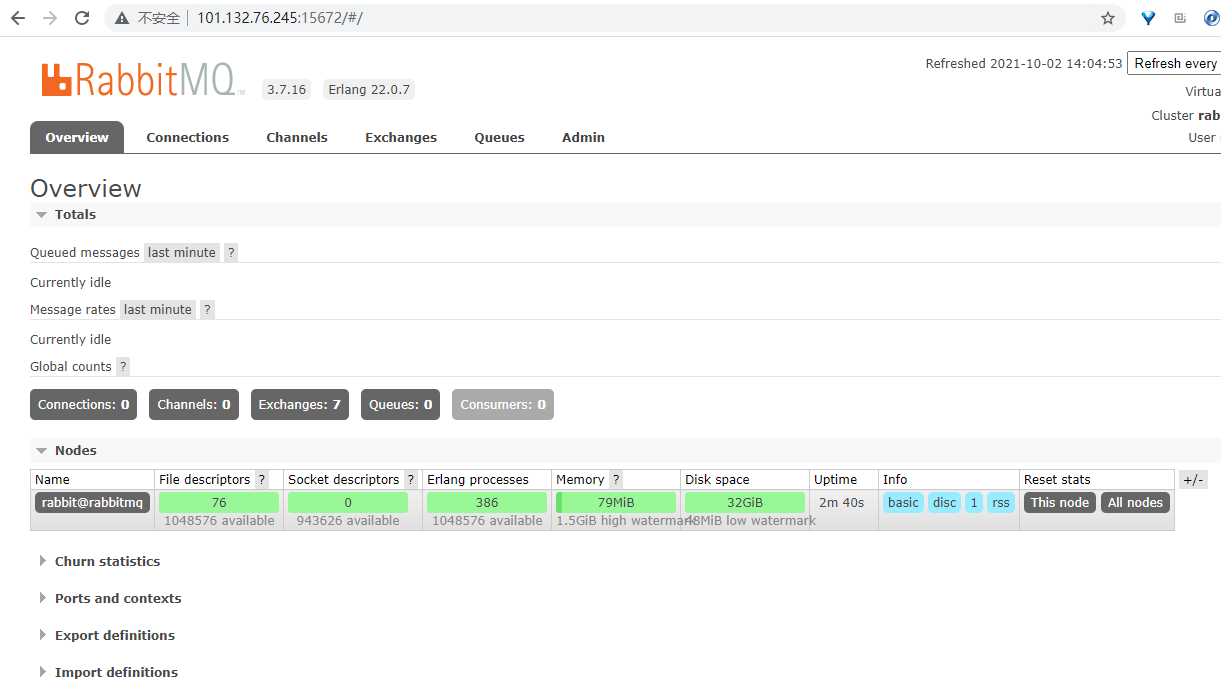 不安全 101.132.76.245:15672/#/
RabbitMQ TM 3.7.16 Erlang 22.0.7
Refreshed 2021-10-02 14:04:53 Refresh every
Virtua
Cluster rab
User
Overview Connections Channels Exchanges Queues Admin
Overview
Totals
Queued messages last minute ?
Currently idle
Message rates last minute ?
Currently idle
Global counts ?
Connections: 0 Channels: 0 Exchanges: 7 Queues: 0 Consumers: 0
Nodes
Name File descriptors ? Socket descriptors ? Erlang processes Memory ? Disk space Uptime Info Reset stats +/-
rabbit@rabbitmq 76 0 386 79MiB 32GiB 2m 40s basic disc 1 rss This node All nodes
1048576 available 943626 available 1048576 available 1.5GiB high watermark 48MiB low watermark
Churn statistics
Ports and contexts
Export definitions
Import definitions